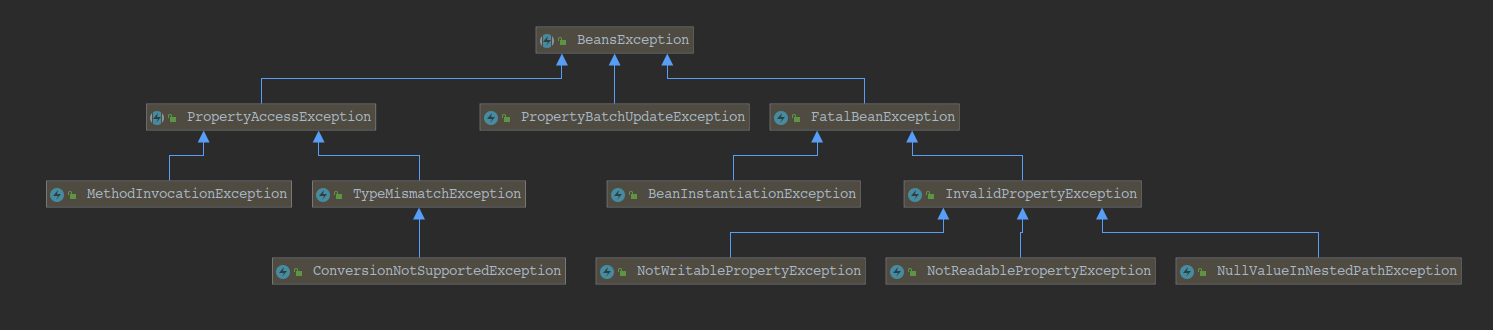 BeansException
PropertyAccessException
PropertyBatchUpdateException
FatalBeanException
MethodInvocationException
TypeMismatchException
BeanInstantiationException
InvalidPropertyException
ConversionNotSupportedException
NotWritablePropertyException
NotReadablePropertyException
NullValueInNestedPathException